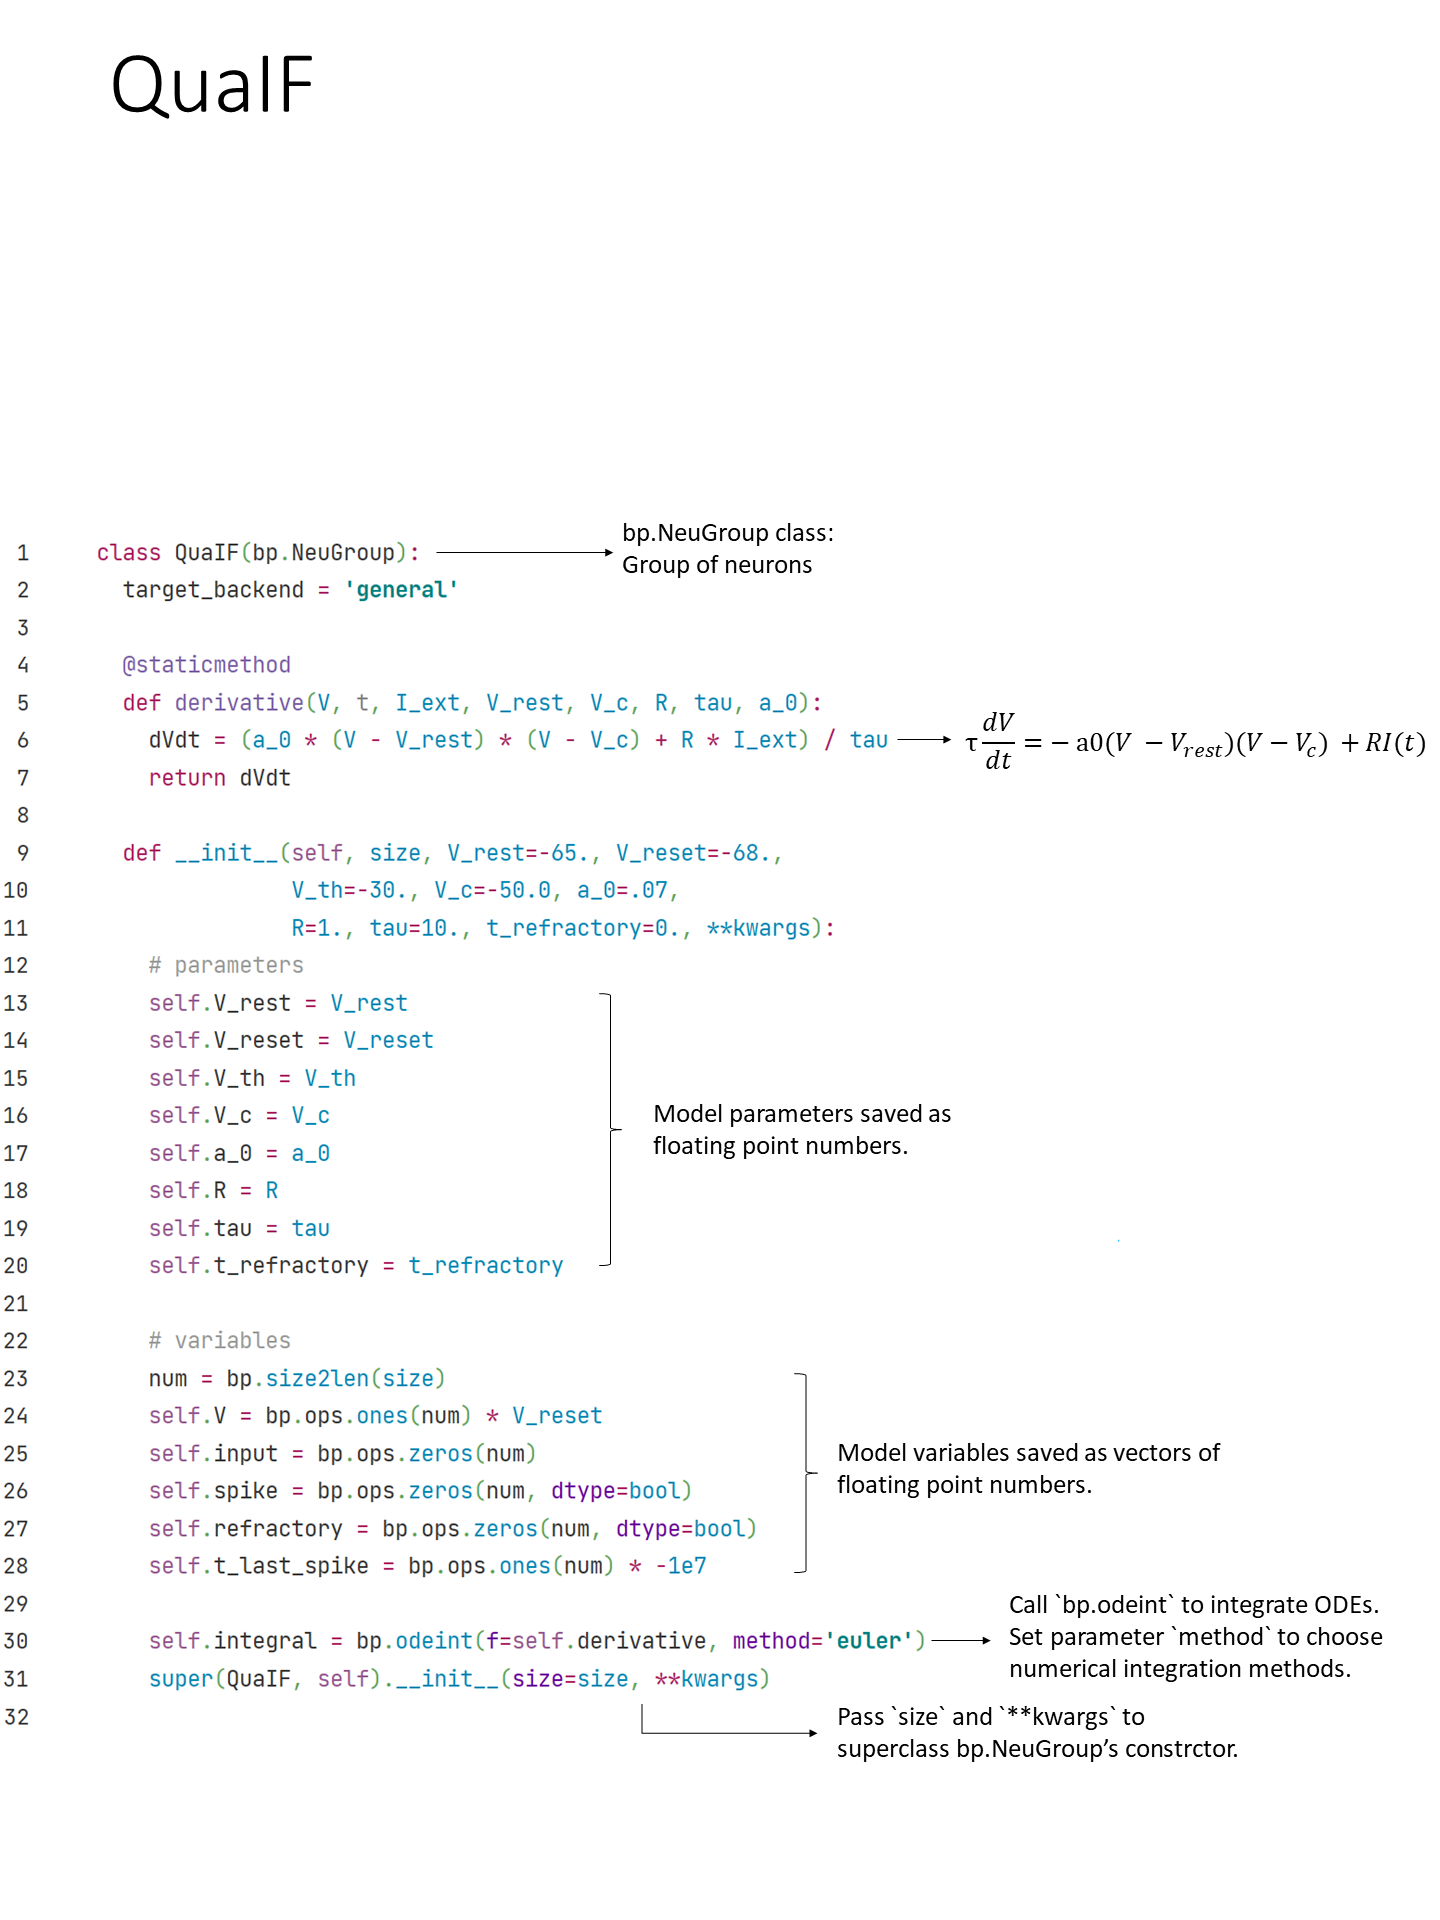 QuaIF
1 class QuaIF(bp.NeuGroup):
bp.NeuGroup class:
Group of neurons
2 target_backend = 'general'
3
4 @staticmethod
5 def derivative(V, t, I_ext, V_rest, V_c, R, tau, a_0):
6 dVdt = (a_0 * (V - V_rest) * (V - V_c) + R * I_ext) / tau
τ dV/dt = − a0(V − V_rest)(V − V_c) + RI(t)
7 return dVdt
8
9 def __init__(self, size, V_rest=-65., V_reset=-68.,
10 V_th=-30., V_c=-50.0, a_0=.07,
11 R=1., tau=10., t_refractory=0., **kwargs):
12 # parameters
13 self.V_rest = V_rest
14 self.V_reset = V_reset
15 self.V_th = V_th
16 self.V_c = V_c
17 self.a_0 = a_0
18 self.R = R
19 self.tau = tau
20 self.t_refractory = t_refractory
Model parameters saved as
floating point numbers.
21
22 # variables
23 num = bp.size2len(size)
24 self.V = bp.ops.ones(num) * V_reset
25 self.input = bp.ops.zeros(num)
26 self.spike = bp.ops.zeros(num, dtype=bool)
27 self.refractory = bp.ops.zeros(num, dtype=bool)
28 self.t_last_spike = bp.ops.ones(num) * -1e7
Model variables saved as vectors of
floating point numbers.
29
30 self.integral = bp.odeint(f=self.derivative, method='euler')
Call `bp.odeint` to integrate ODEs.
Set parameter `method` to choose
numerical integration methods.
31 super(QuaIF, self).__init__(size=size, **kwargs)
32
Pass `size` and `**kwargs` to
superclass bp.NeuGroup’s constrctor.